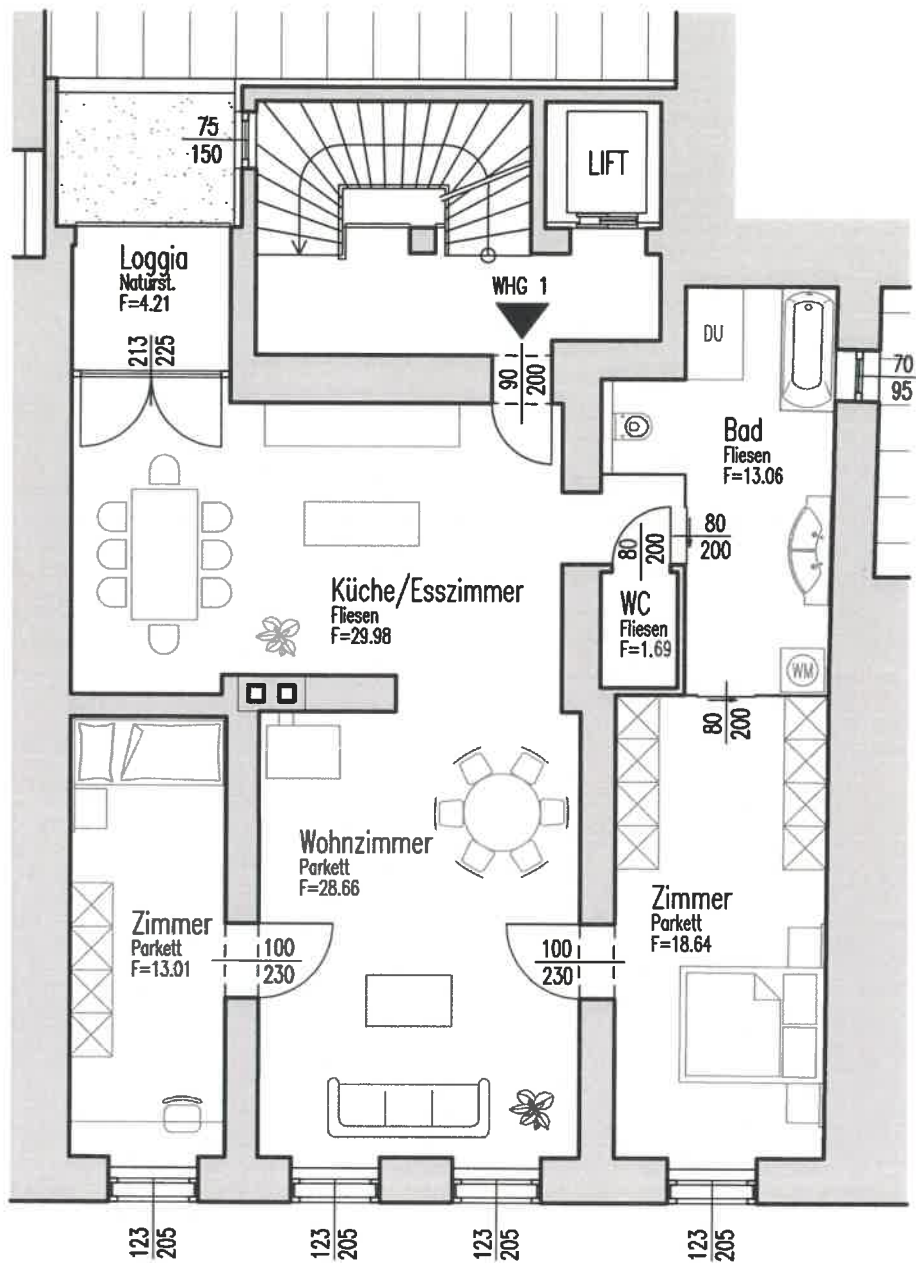 75
150
LIFT
Loggia
Naturst.
F=4.21
WHG 1
213
225
90
200
DU
70
95
Bad
Fliesen
F=13.06
80
200
80
200
Küche/Esszimmer
Fliesen
F=29.98
WC
Fliesen
F=1.69
WM
80
200
Wohnzimmer
Parkett
F=28.66
Zimmer
Parkett
F=13.01
Zimmer
Parkett
F=18.64
100
230
100
230
123
205
123
205
123
205
123
205